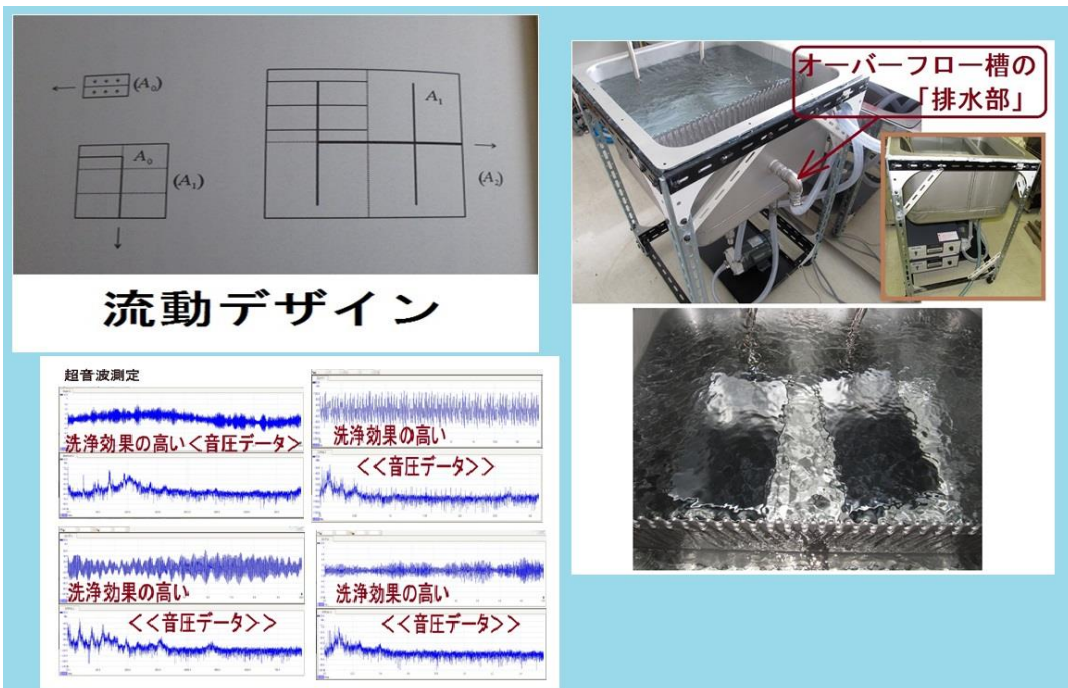 (A₀)
A₀
(A₁)
A₁
(A₂)
流動デザイン
超音波測定
洗浄効果の高い<音圧データ>
洗浄効果の高い
<<音圧データ>>
洗浄効果の高い
<<音圧データ>>
洗浄効果の高い
<<音圧データ>>
オーバーフロー槽の
「排水部」